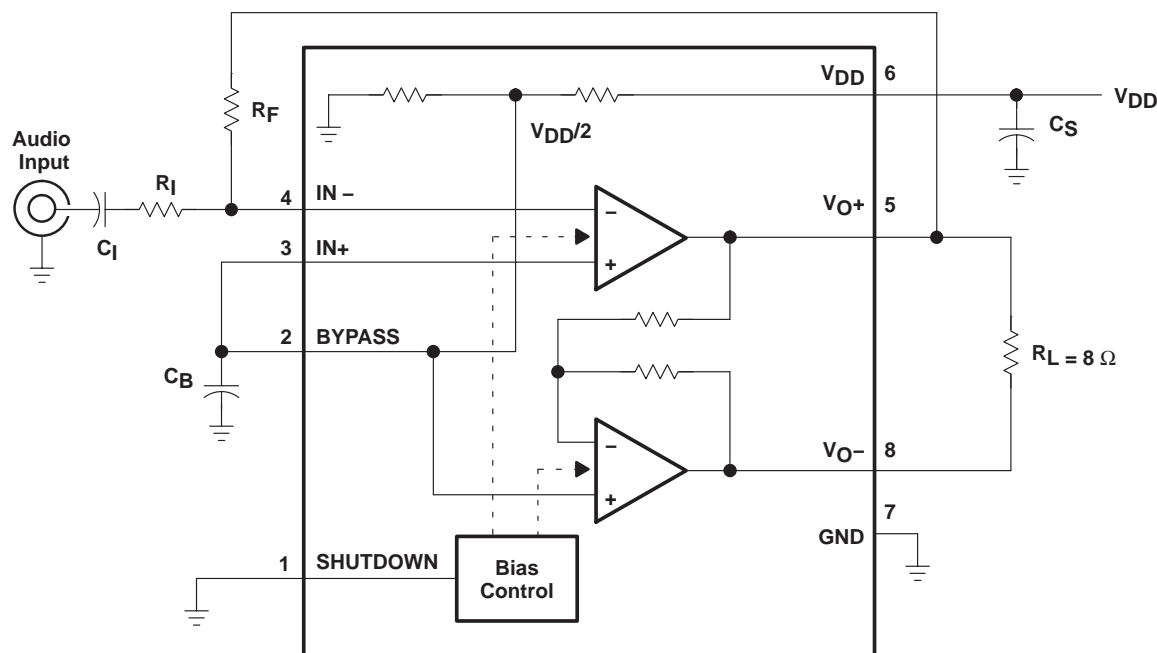 V_DD 6
V_DD
R_F
C_S
V_DD/2
Audio
Input
R_I
4 IN −
V_O+ 5
C_I
3 IN+
2 BYPASS
R_L = 8 Ω
C_B
V_O− 8
7
GND
1 SHUTDOWN
Bias
Control
− + − +